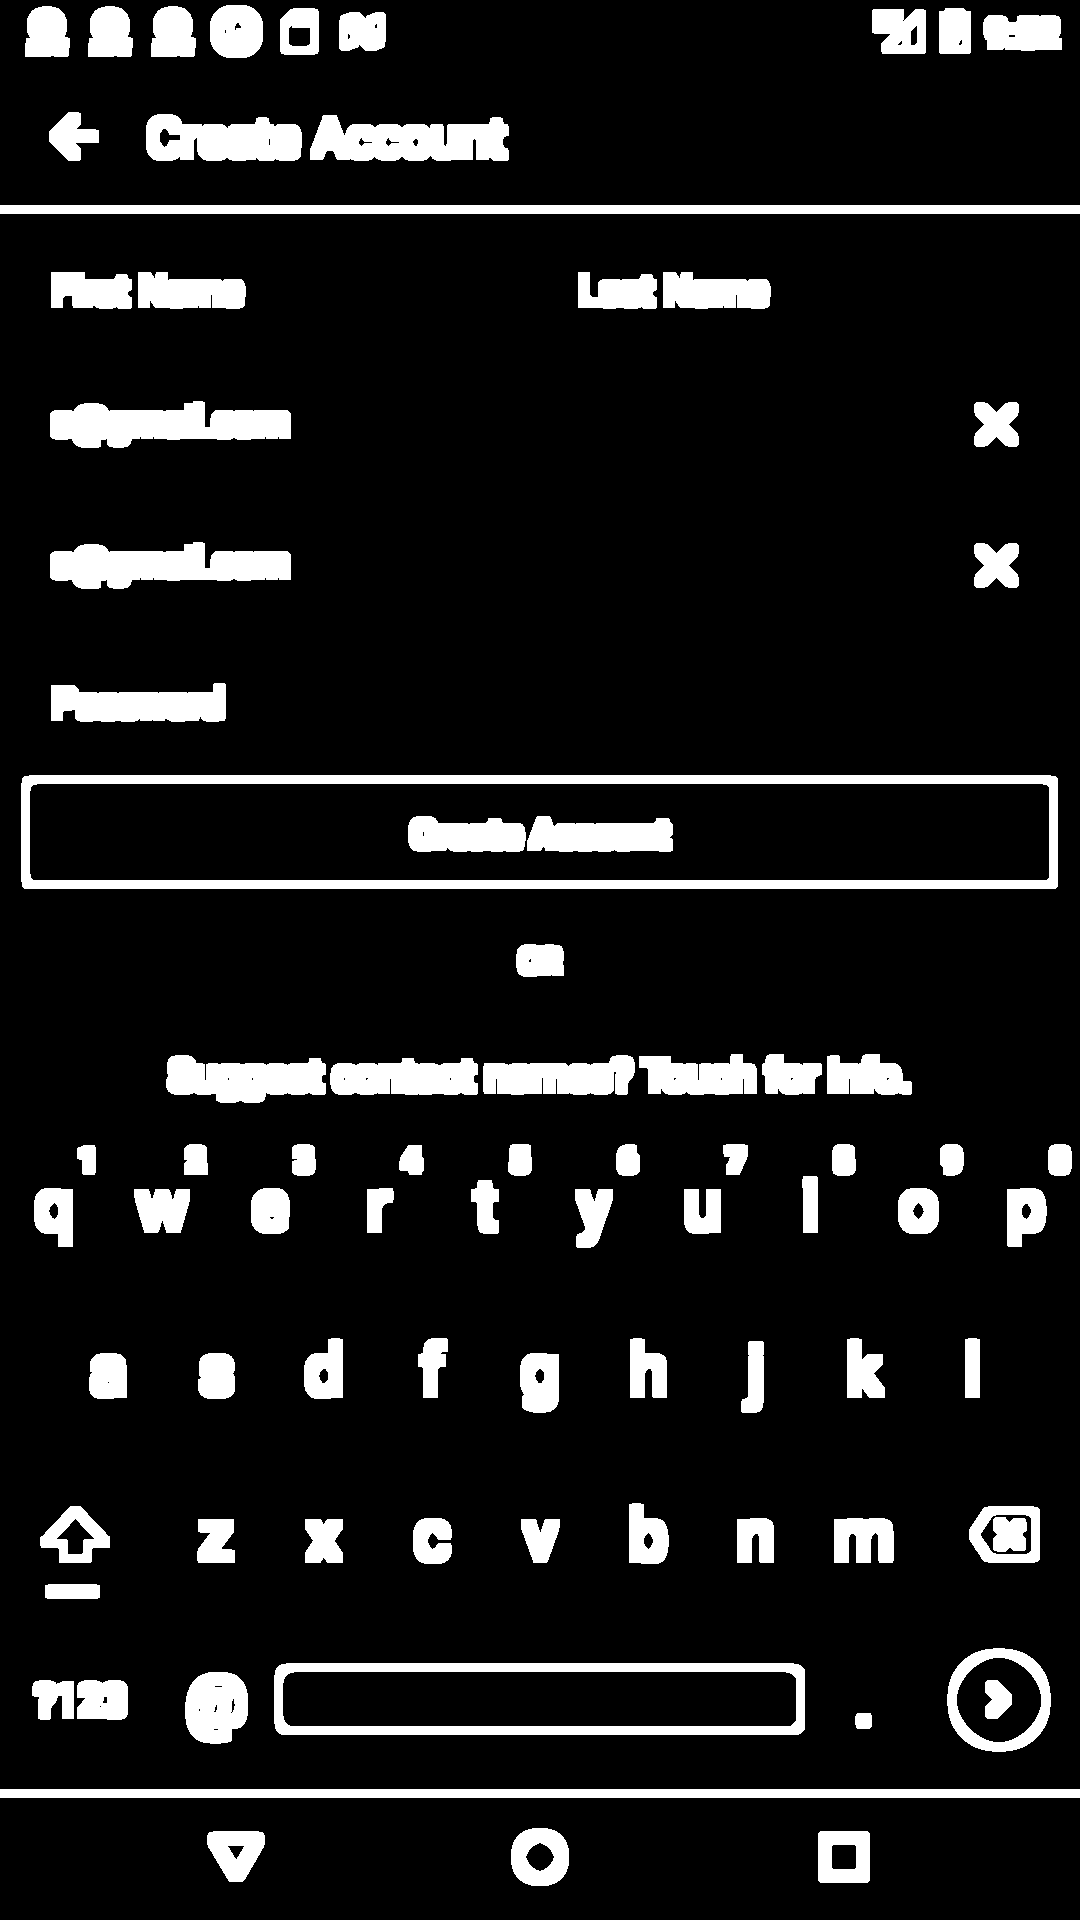 Create Account
First Name Last Name
a@gmail.com
a@gmail.com
Password
Create Account
OR
Suggest contact names? Touch for info.
1 2 3 4 5 6 7 8 9 0
q w e r t y u i o p
a s d f g h j k l
z x c v b n m
?123 @ .